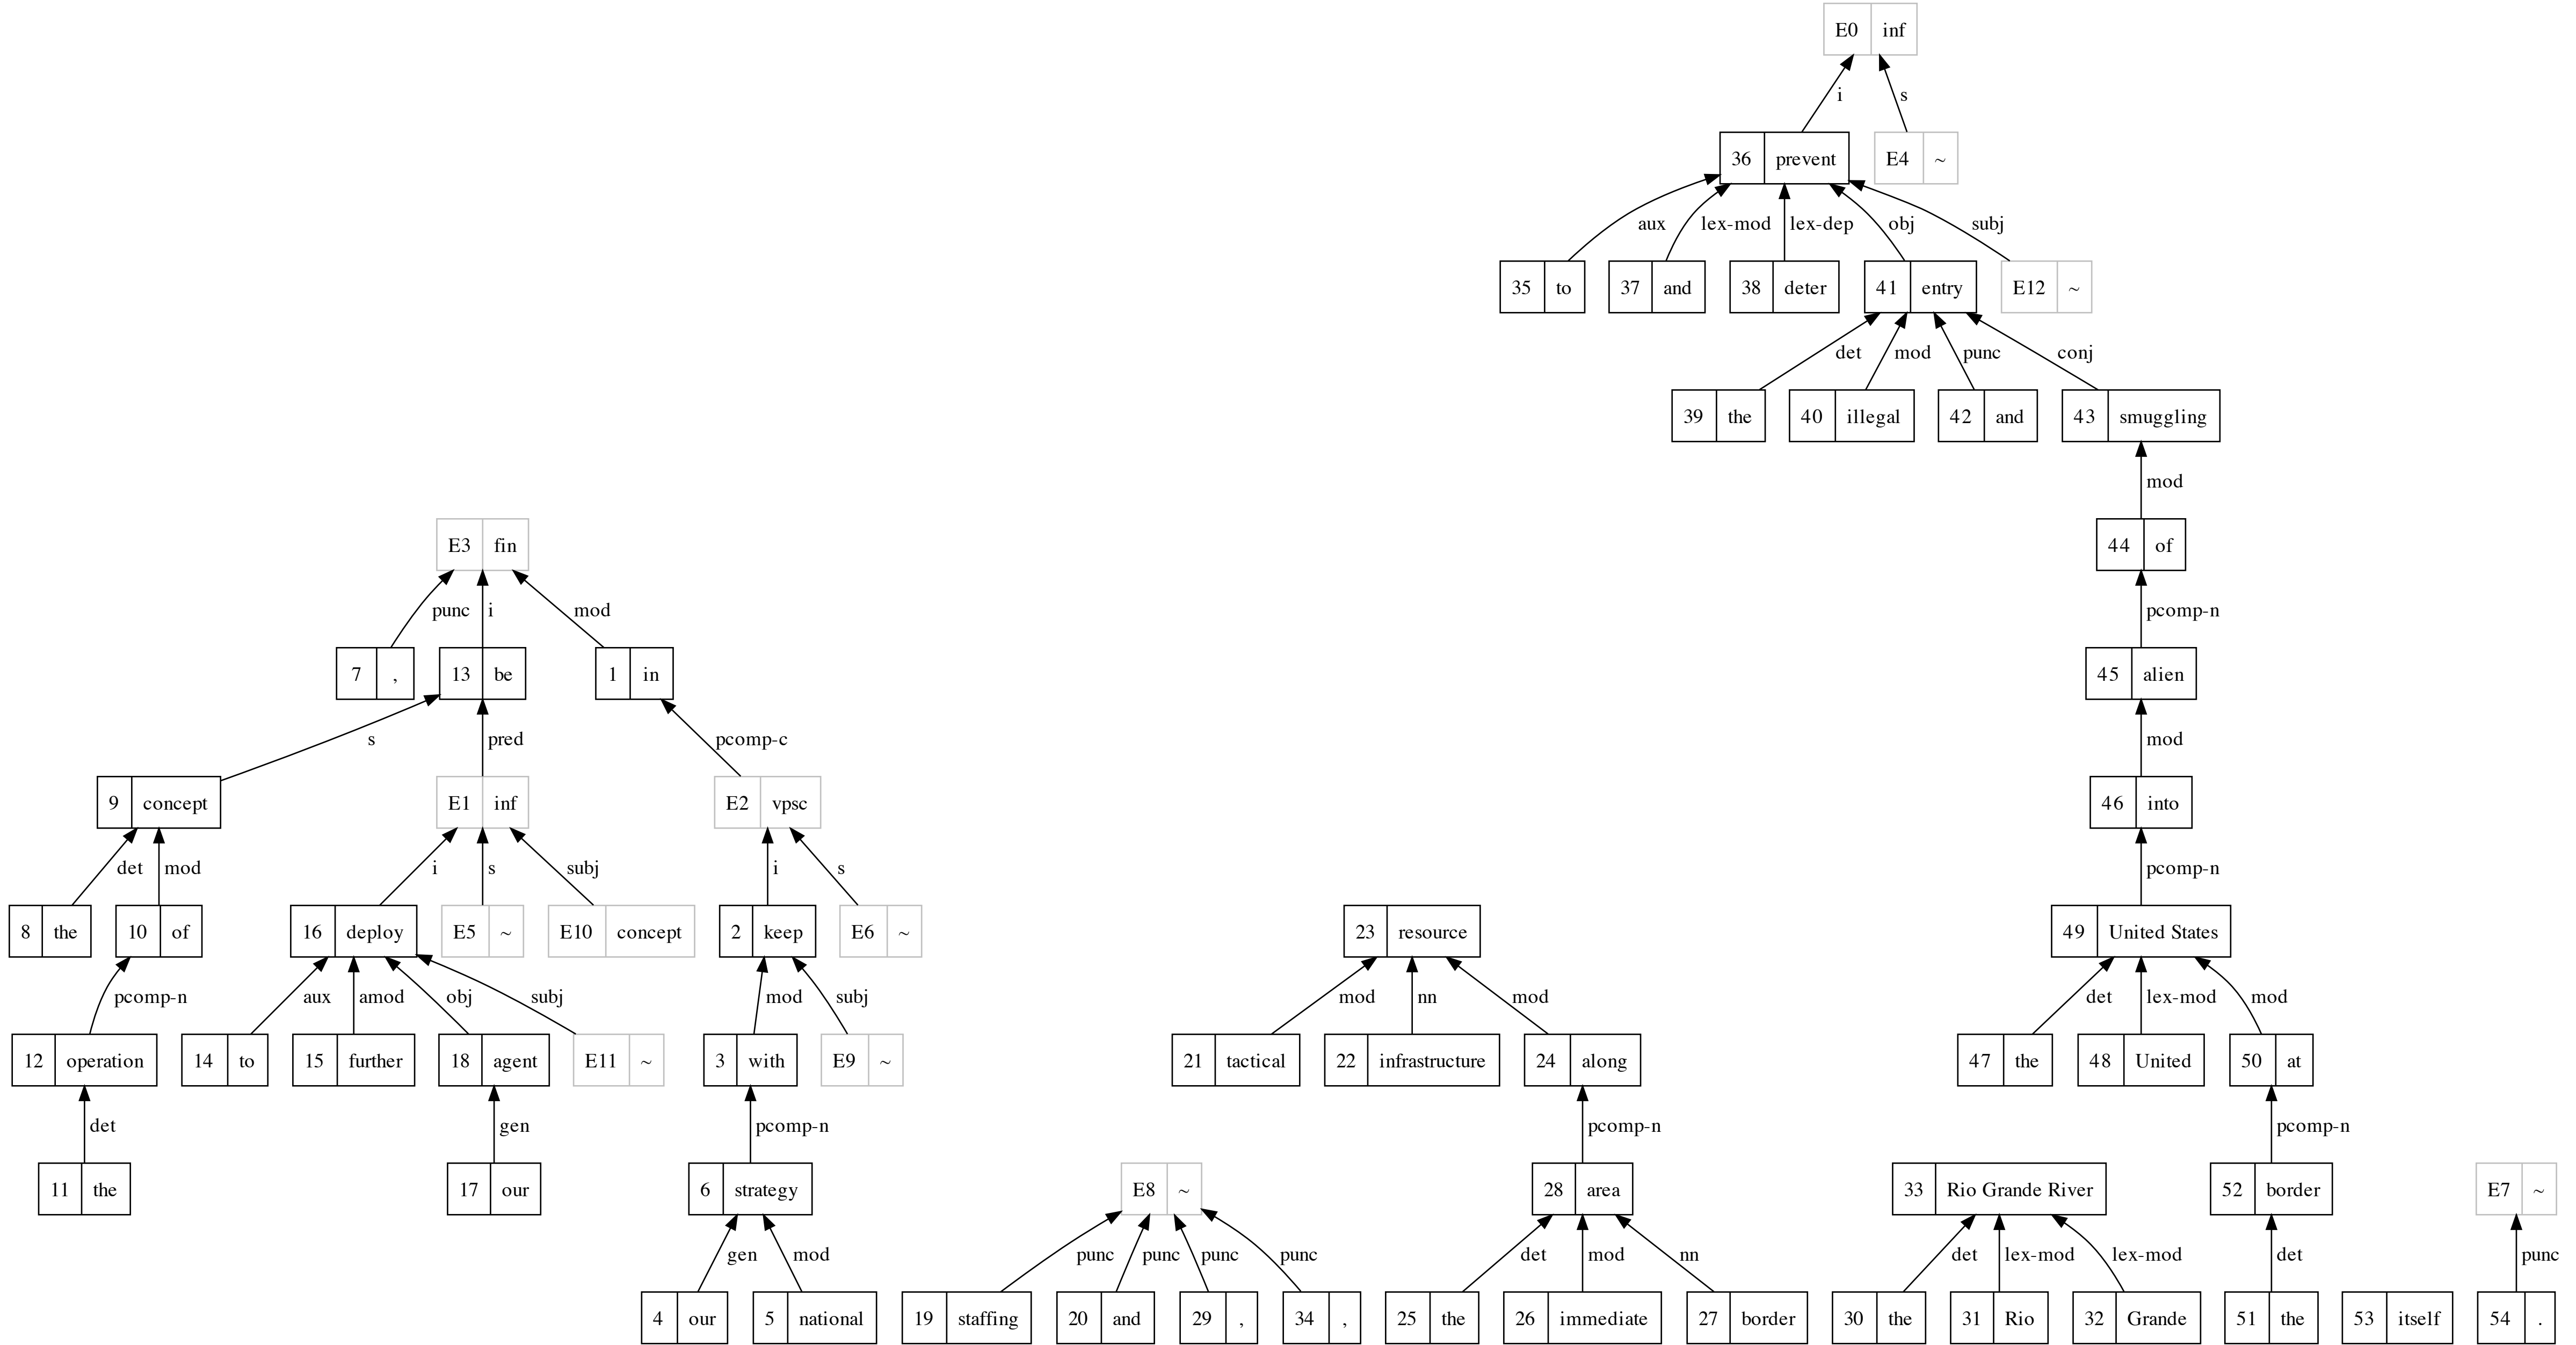 E0 inf
i s
36 prevent E4 ~
aux lex-mod lex-dep obj subj
35 to 37 and 38 deter 41 entry E12 ~
det mod punc conj
39 the 40 illegal 42 and 43 smuggling
mod
E3 fin 44 of
punc i mod pcomp-n
7 , 13 be 1 in 45 alien
s pred pcomp-c mod
9 concept E1 inf E2 vpsc 46 into
det mod i s subj i s pcomp-n
8 the 10 of 16 deploy E5 ~ E10 concept 2 keep E6 ~ 23 resource 49 United States
pcomp-n aux amod obj subj mod subj mod nn mod det lex-mod mod
12 operation 14 to 15 further 18 agent E11 ~ 3 with E9 ~ 21 tactical 22 infrastructure 24 along 47 the 48 United 50 at
det gen pcomp-n pcomp-n pcomp-n
11 the 17 our 6 strategy E8 ~ 28 area 33 Rio Grande River 52 border E7 ~
gen mod punc punc punc punc det mod nn det lex-mod lex-mod det punc
4 our 5 national 19 staffing 20 and 29 , 34 , 25 the 26 immediate 27 border 30 the 31 Rio 32 Grande 51 the 53 itself 54 .